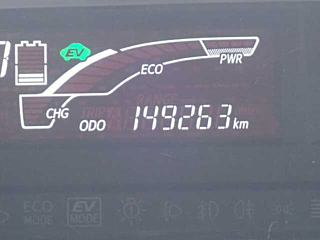 EV
ECO
PWR
CHG
ODO 149263 km
ECO
MODE
EV
MODE